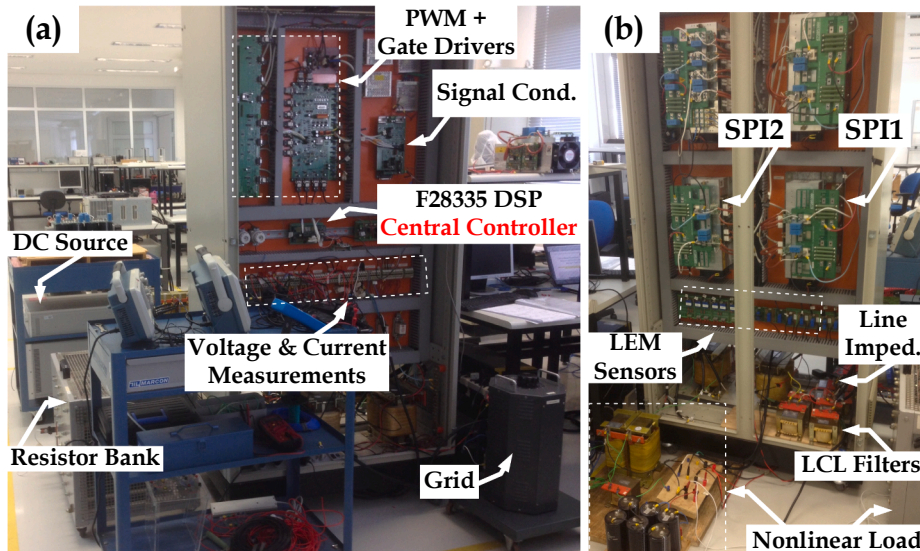 (a)
PWM +
Gate Drivers
Signal Cond.
F28335 DSP
Central Controller
DC Source
Voltage & Current
Measurements
Resistor Bank
Grid
(b)
SPI2
SPI1
LEM
Sensors
Line
Imped.
LCL Filters
Nonlinear Load